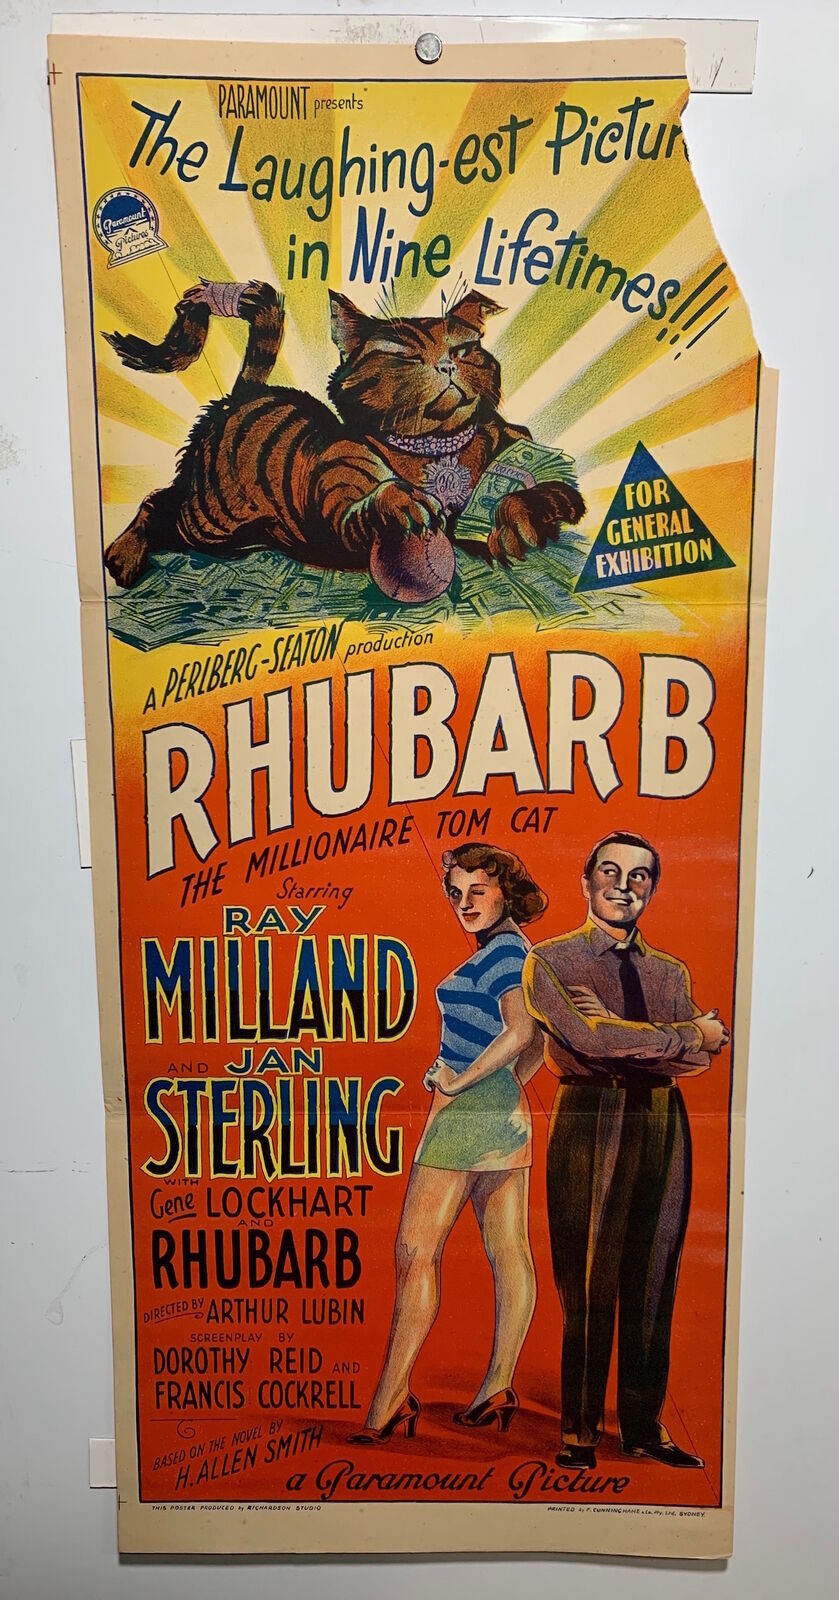 PARAMOUNT presents
The Laughing-est Pictur
in Nine Lifetimes!!!
Paramount
Pictures
FOR
GENERAL
EXHIBITION
A PERLBERG-SEATON production
RHUBARB
THE MILLIONAIRE TOM CAT
Starring
RAY
MILLAND
AND JAN
STERLING
WITH
Gene LOCKHART
AND
RHUBARB
DIRECTED BY ARTHUR LUBIN
SCREENPLAY BY
DOROTHY REID AND
FRANCIS COCKRELL
BASED ON THE NOVEL BY
H. ALLEN SMITH
a Paramount Picture
THIS POSTER PRODUCED by RICHARDSON STUDIO
PRINTED by F. CUNNINGHAME & Co. Pty. Ltd. SYDNEY.